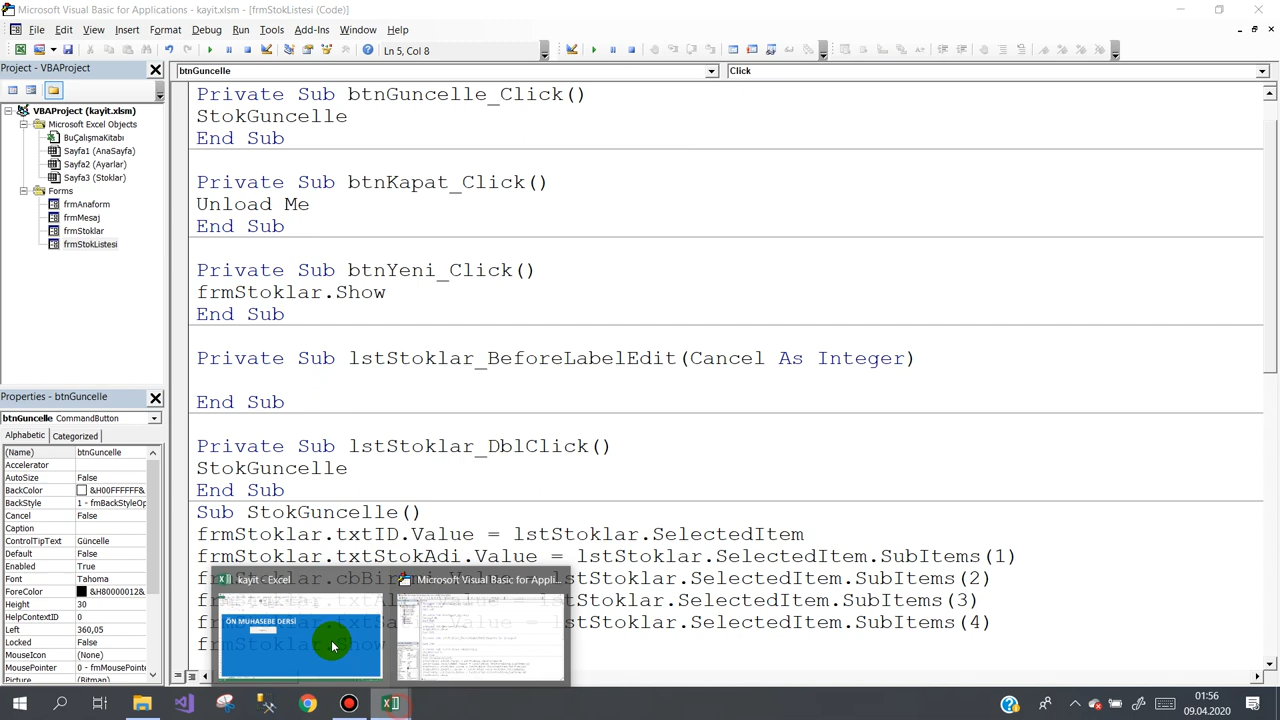 Microsoft Visual Basic for Applications - kayit.xlsm - [frmStokListesi (Code)]
File Edit View Insert Format Debug Run Tools Add-Ins Window Help
Ln 5, Col 8
Project - VBAProject
btnGuncelle
Click
VBAProject (kayit.xlsm)
Microsoft Excel Objects
BuÇalışmaKitabı
Sayfa1 (AnaSayfa)
Sayfa2 (Ayarlar)
Sayfa3 (Stoklar)
Forms
frmAnaform
frmMesaj
frmStoklar
frmStokListesi
Properties - btnGuncelle
btnGuncelle CommandButton
Alphabetic Categorized
(Name) btnGuncelle
Accelerator
AutoSize False
BackColor &H00FFFFFF&
BackStyle 1 - fmBackStyleOp
Cancel False
Caption
ControlTipText Güncelle
Default False
Enabled True
Font Tahoma
ForeColor &H80000012&
Height 30
HelpContextID 0
Left 360,05
Locked False
MouseIcon (None)
MousePointer 0 - fmMousePoint
Private Sub btnGuncelle_Click()
StokGuncelle
End Sub
Private Sub btnKapat_Click()
Unload Me
End Sub
Private Sub btnYeni_Click()
frmStoklar.Show
End Sub
Private Sub lstStoklar_BeforeLabelEdit(Cancel As Integer)
End Sub
Private Sub lstStoklar_DblClick()
StokGuncelle
End Sub
Sub StokGuncelle()
frmStoklar.txtID.Value = lstStoklar.SelectedItem
frmStoklar.txtStokAdi.Value = lstStoklar.SelectedItem.SubItems(1)
lstStoklar.SelectedItem.SubItems(2)
.SelectedItem.SubItems(3)
.SelectedItem.SubItems(4)
kayit - Excel
Microsoft Visual Basic for Appli...
ÖN MUHASEBE DERSİ
01:56
09.04.2020